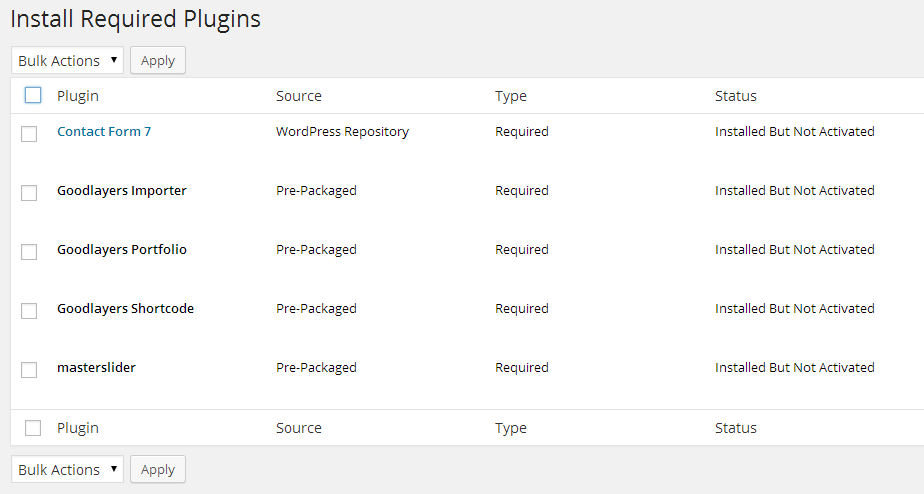 Install Required Plugins
Bulk Actions Apply
Plugin Source Type Status
Contact Form 7 WordPress Repository Required Installed But Not Activated
Goodlayers Importer Pre-Packaged Required Installed But Not Activated
Goodlayers Portfolio Pre-Packaged Required Installed But Not Activated
Goodlayers Shortcode Pre-Packaged Required Installed But Not Activated
masterslider Pre-Packaged Required Installed But Not Activated
Plugin Source Type Status
Bulk Actions Apply